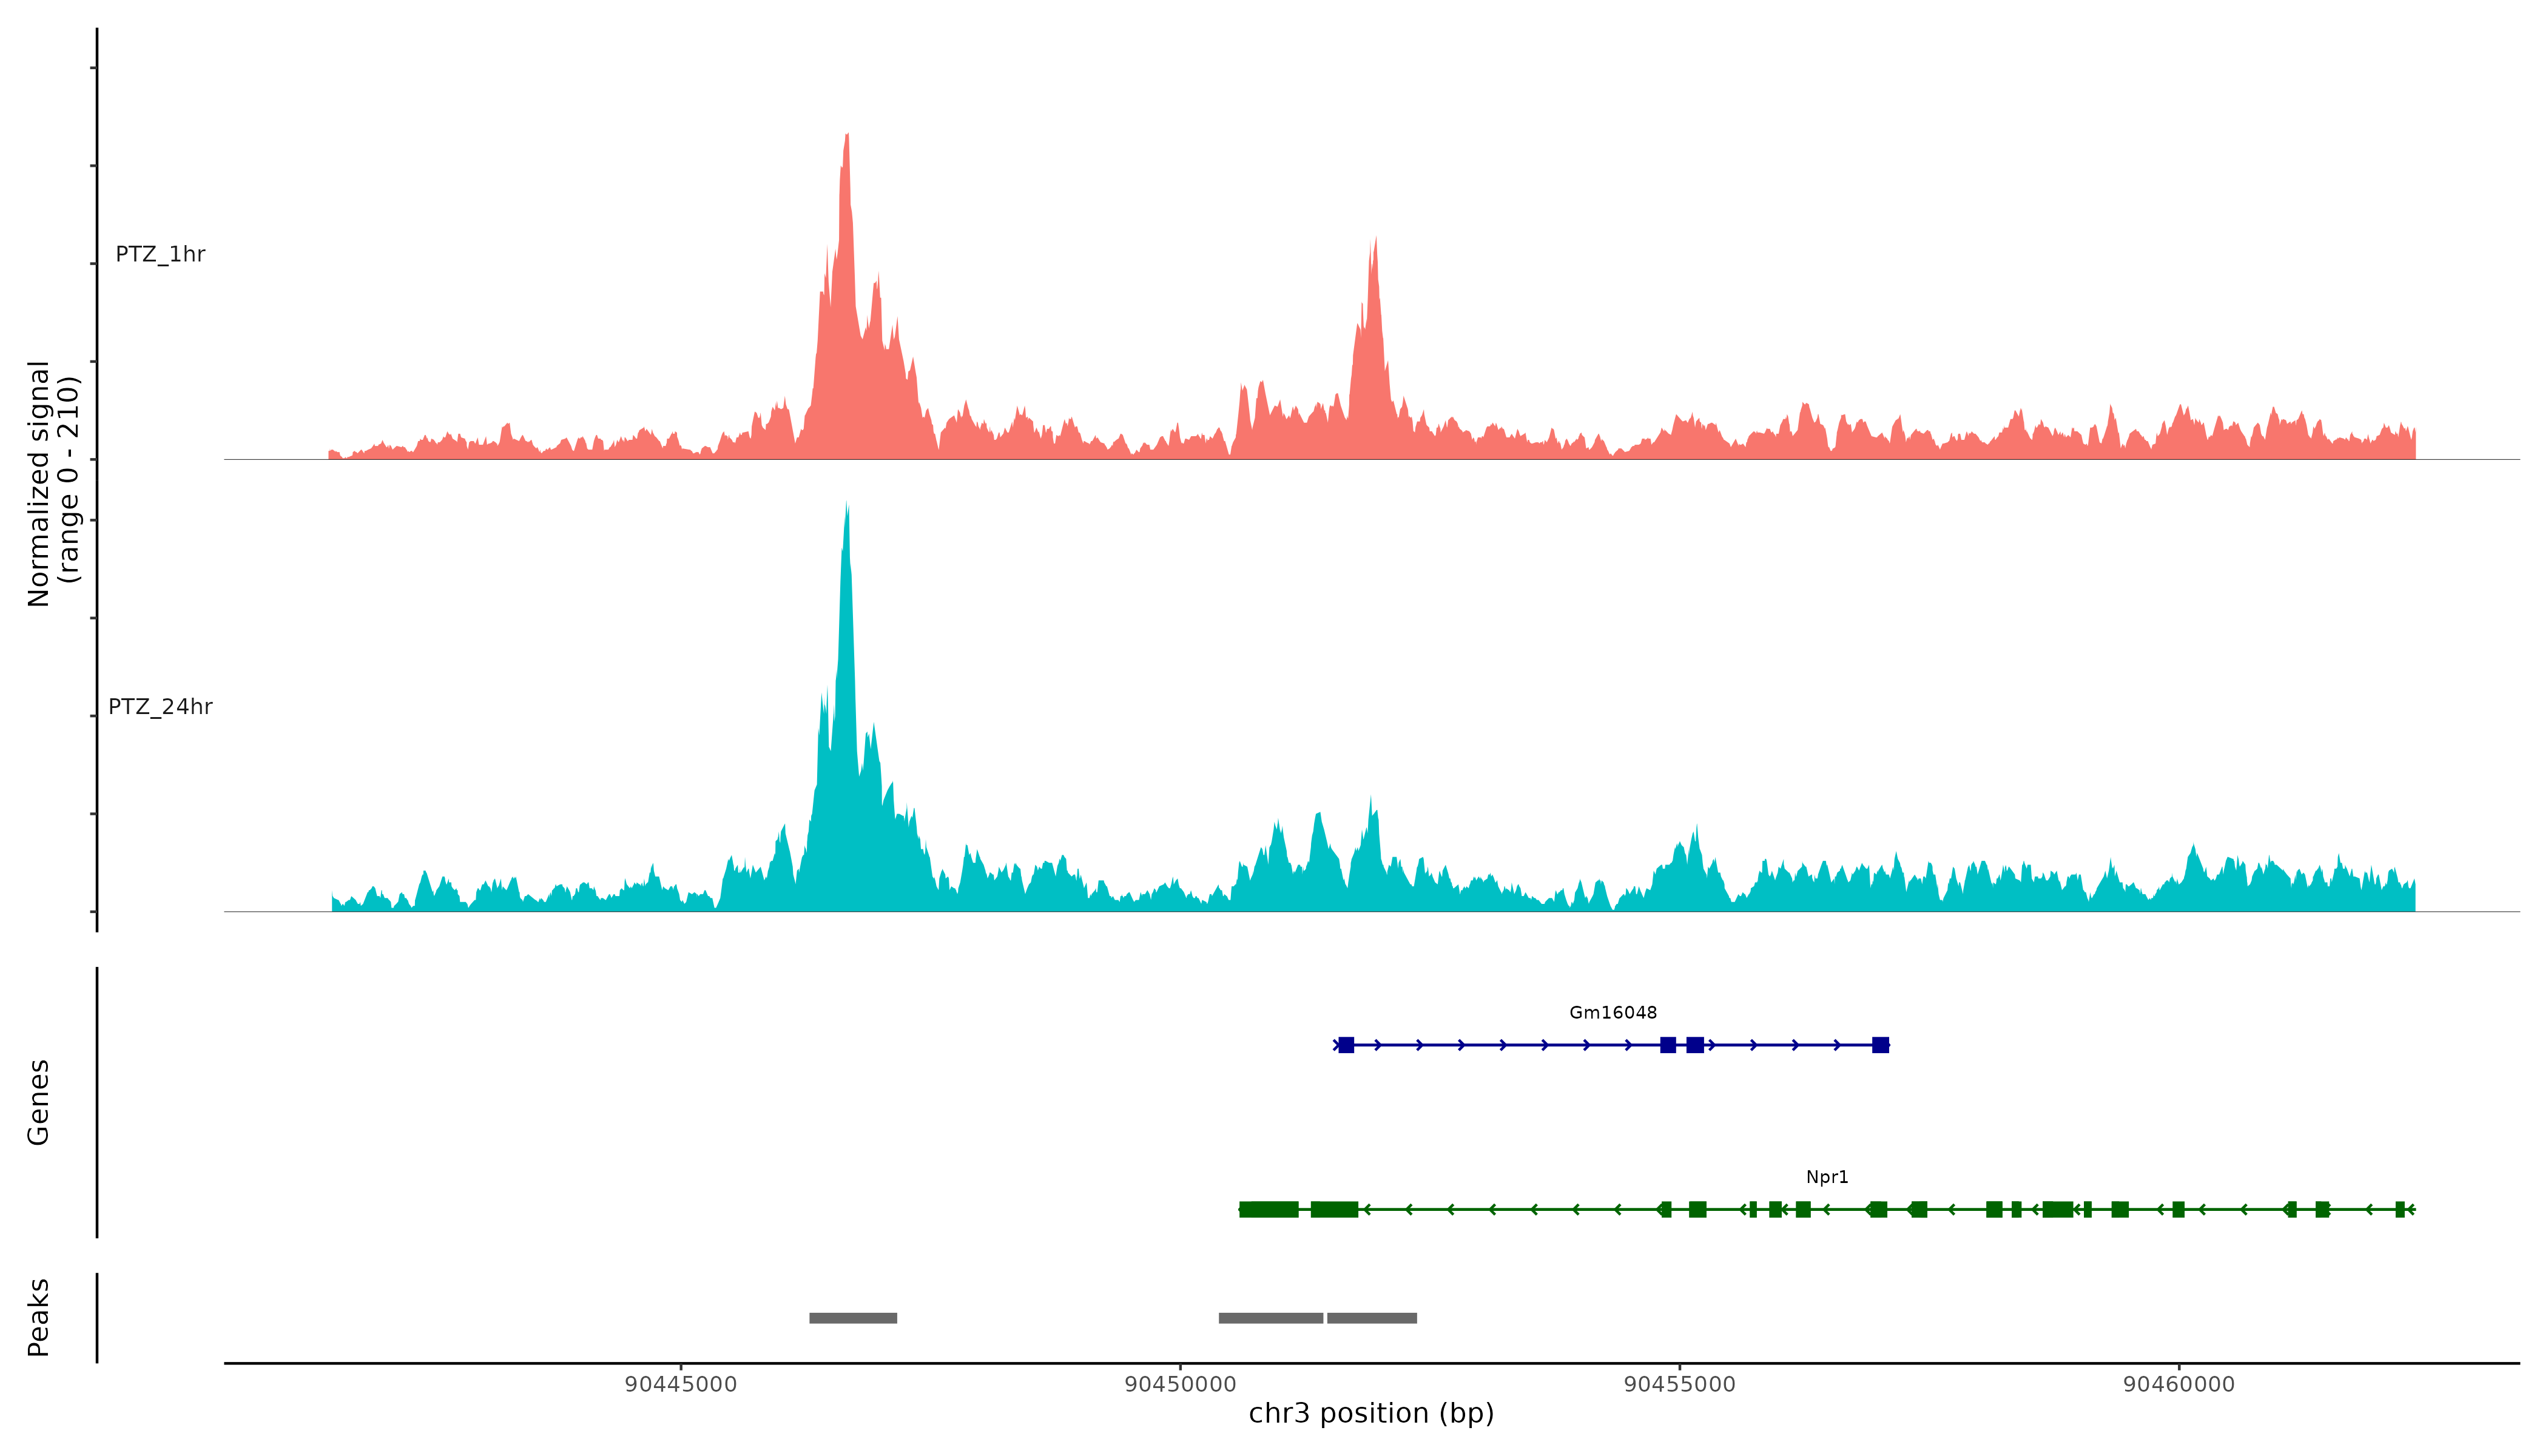 Normalized signal
(range 0 - 210)
PTZ_1hr
PTZ_24hr
Genes
Gm16048
Npr1
Peaks
90445000 90450000 90455000 90460000
chr3 position (bp)